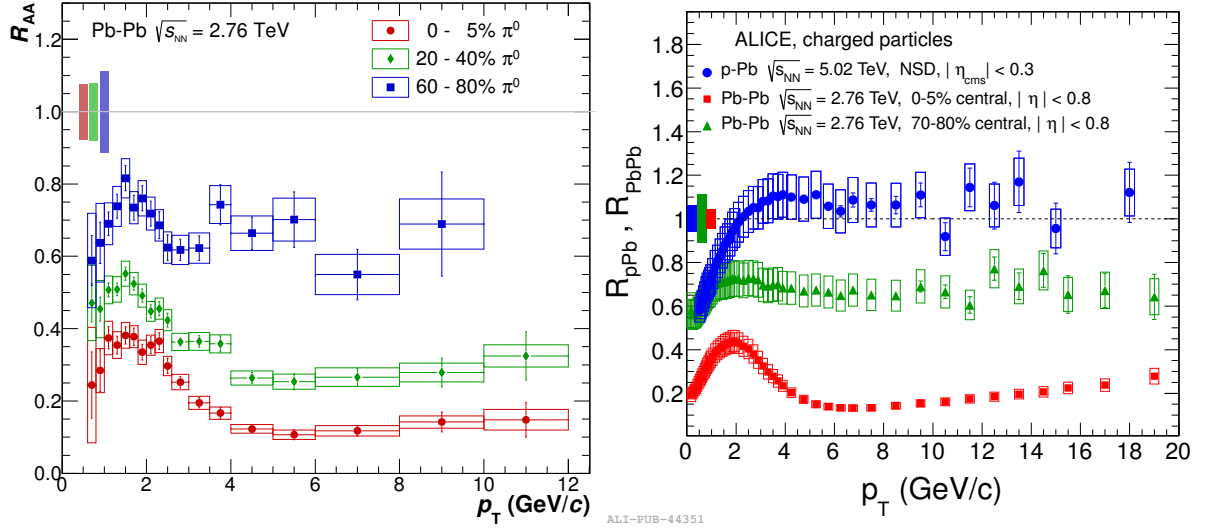 R_AA
1.2
1.0
0.8
0.6
0.4
0.2
0.0
Pb-Pb √s_NN = 2.76 TeV
0 - 5% π⁰
20 - 40% π⁰
60 - 80% π⁰
0 2 4 6 8 10 12
p_T (GeV/c)
R_pPb , R_PbPb
1.8
1.6
1.4
1.2
1
0.8
0.6
0.4
0.2
ALICE, charged particles
p-Pb √s_NN = 5.02 TeV, NSD, | η_cms | < 0.3
Pb-Pb √s_NN = 2.76 TeV, 0-5% central, | η | < 0.8
Pb-Pb √s_NN = 2.76 TeV, 70-80% central, | η | < 0.8
0 2 4 6 8 10 12 14 16 18 20
p_T (GeV/c)
ALI-PUB-44351